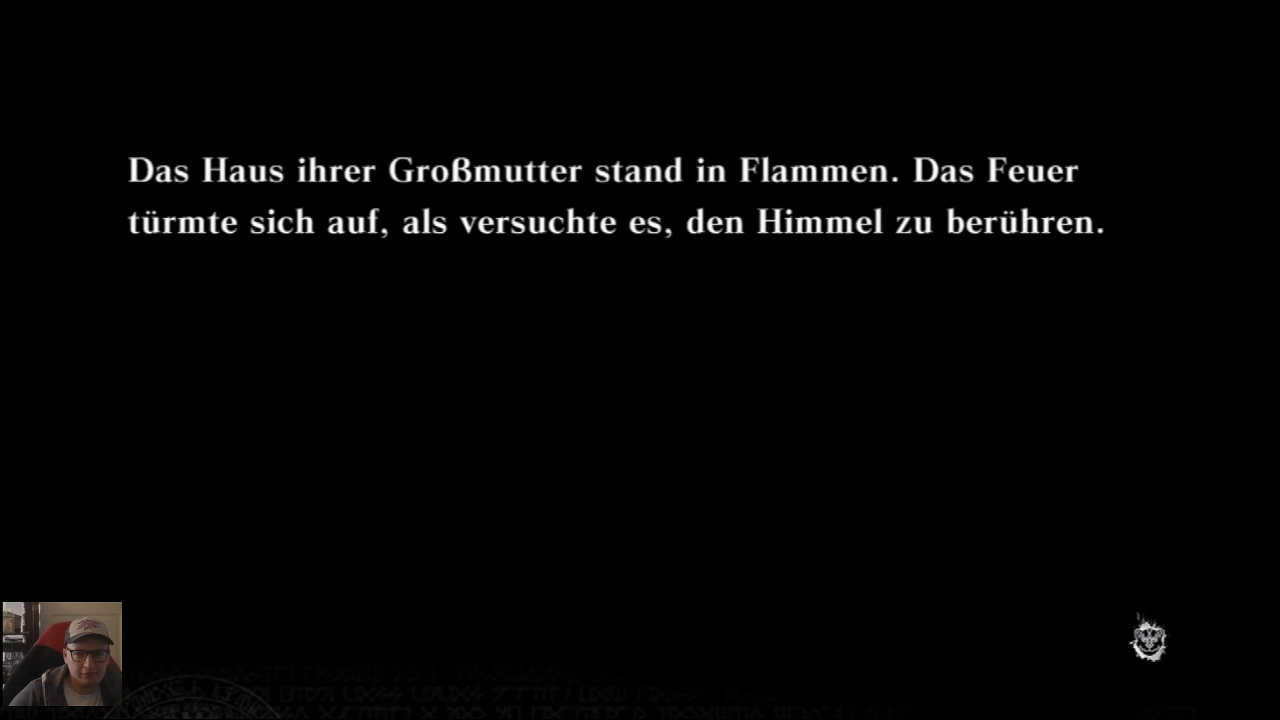 Das Haus ihrer Großmutter stand in Flammen. Das Feuer
türmte sich auf, als versuchte es, den Himmel zu berühren.